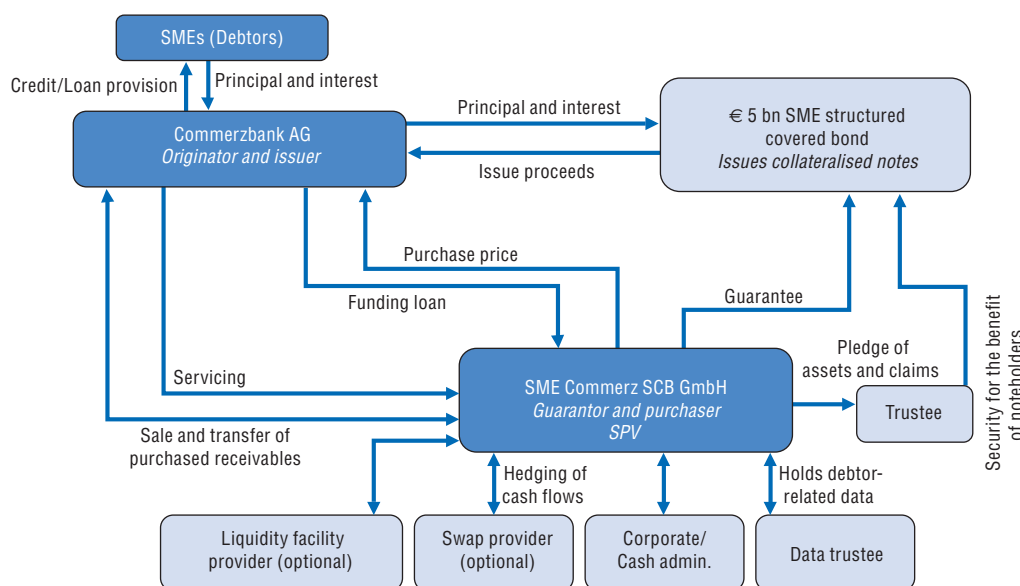 SMEs (Debtors)
Credit/Loan provision
Principal and interest
Commerzbank AG
Originator and issuer
Principal and interest
Issue proceeds
€ 5 bn SME structured
covered bond
Issues collateralised notes
Purchase price
Funding loan
Guarantee
Servicing
Sale and transfer of
purchased receivables
SME Commerz SCB GmbH
Guarantor and purchaser
SPV
Pledge of
assets and claims
Trustee
Security for the benefit
of noteholders
Hedging of
cash flows
Holds debtor-
related data
Liquidity facility
provider (optional)
Swap provider
(optional)
Corporate/
Cash admin.
Data trustee